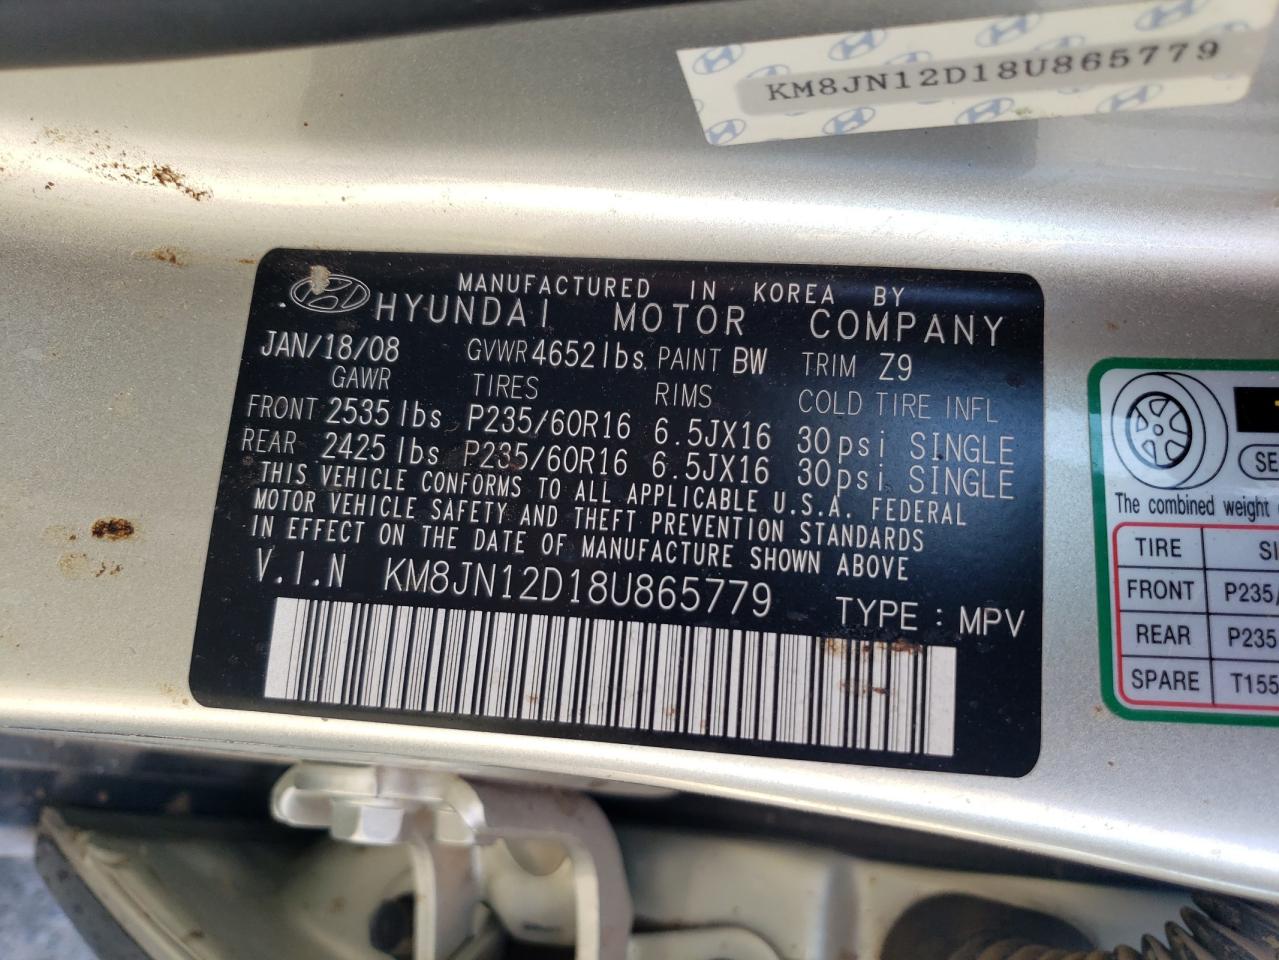 KM8JN12D18U865779
MANUFACTURED IN KOREA BY
HYUNDAI MOTOR COMPANY
JAN/18/08 GVWR 4652lbs PAINT BW TRIM Z9
GAWR TIRES RIMS COLD TIRE INFL
FRONT 2535 lbs P235/60R16 6.5JX16 30psi SINGLE
REAR 2425 lbs P235/60R16 6.5JX16 30psi SINGLE
THIS VEHICLE CONFORMS TO ALL APPLICABLE U.S.A. FEDERAL
MOTOR VEHICLE SAFETY AND THEFT PREVENTION STANDARDS
IN EFFECT ON THE DATE OF MANUFACTURE SHOWN ABOVE
V.I.N KM8JN12D18U865779 TYPE : MPV
SE
The combined weight
TIRE SI
FRONT P235/
REAR P235
SPARE T155